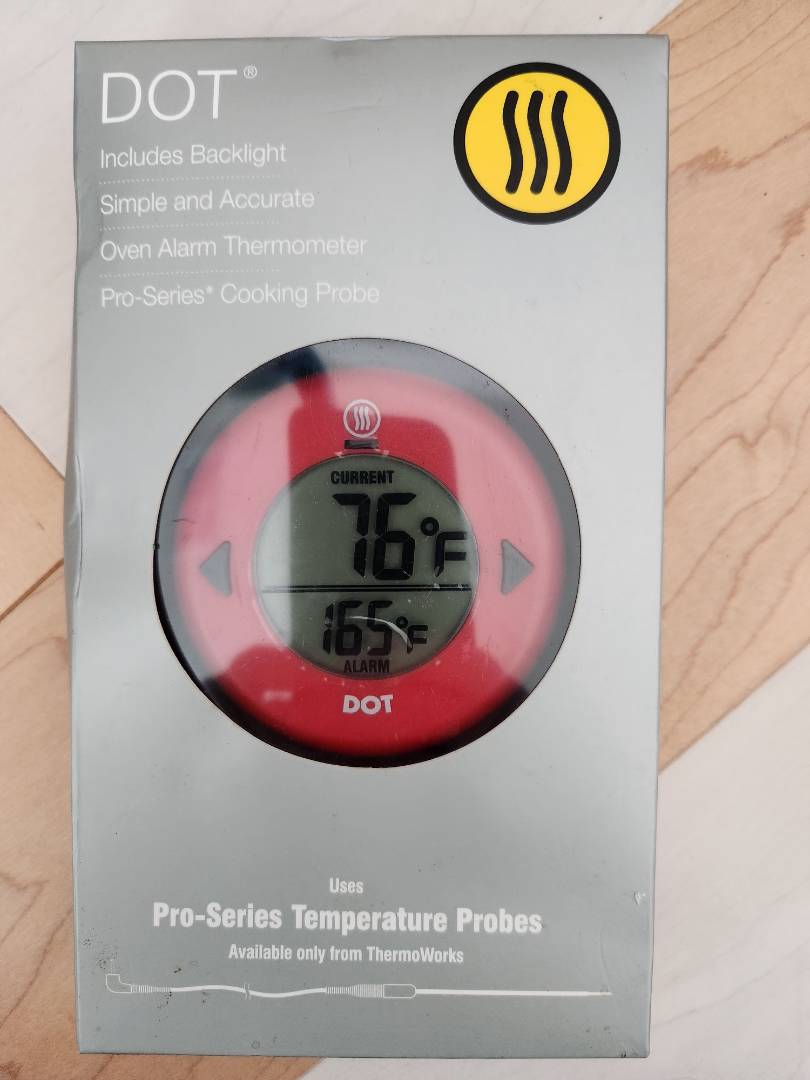 DOT®
Includes Backlight
Simple and Accurate
Oven Alarm Thermometer
Pro-Series® Cooking Probe
CURRENT
76°F
165°F
ALARM
DOT
Uses
Pro-Series Temperature Probes
Available only from ThermoWorks